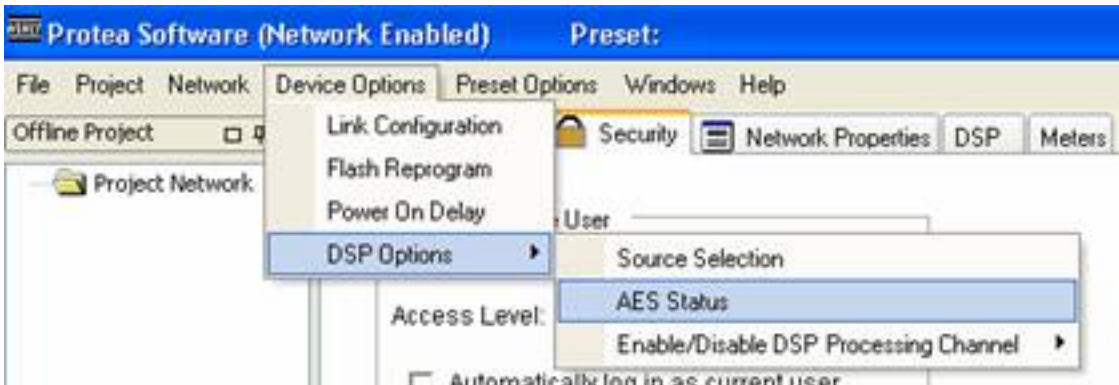 Protea Software (Network Enabled) Preset:
File Project Network Device Options Preset Options Windows Help
Offline Project
Security Network Properties DSP Meters
Project Network
Link Configuration
Flash Reprogram
Power On Delay
DSP Options
User
Source Selection
AES Status
Enable/Disable DSP Processing Channel
Access Level:
Automatically log in as current user